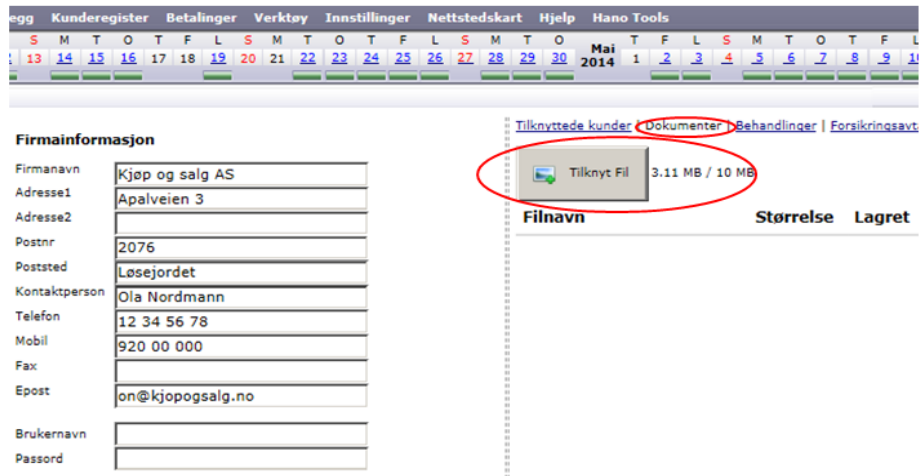 egg Kunderegister Betalinger Verktøy Innstillinger Nettstedskart Hjelp Hano Tools
S M T O T F L S M T O T F L S M T O Mai 2014 T F L S M T O T F L
13 14 15 16 17 18 19 20 21 22 23 24 25 26 27 28 29 30 1 2 3 4 5 6 7 8 9 10
Tilknyttede kunder | Dokumenter | Behandlinger | Forsikringsavt
Firmainformasjon
Tilknyt Fil 3.11 MB / 10 MB
Filnavn Størrelse Lagret
Firmanavn Kjøp og salg AS
Adresse1 Apalveien 3
Adresse2
Postnr 2076
Poststed Løsejordet
Kontaktperson Ola Nordmann
Telefon 12 34 56 78
Mobil 920 00 000
Fax
Epost on@kjopogsalg.no
Brukernavn
Passord